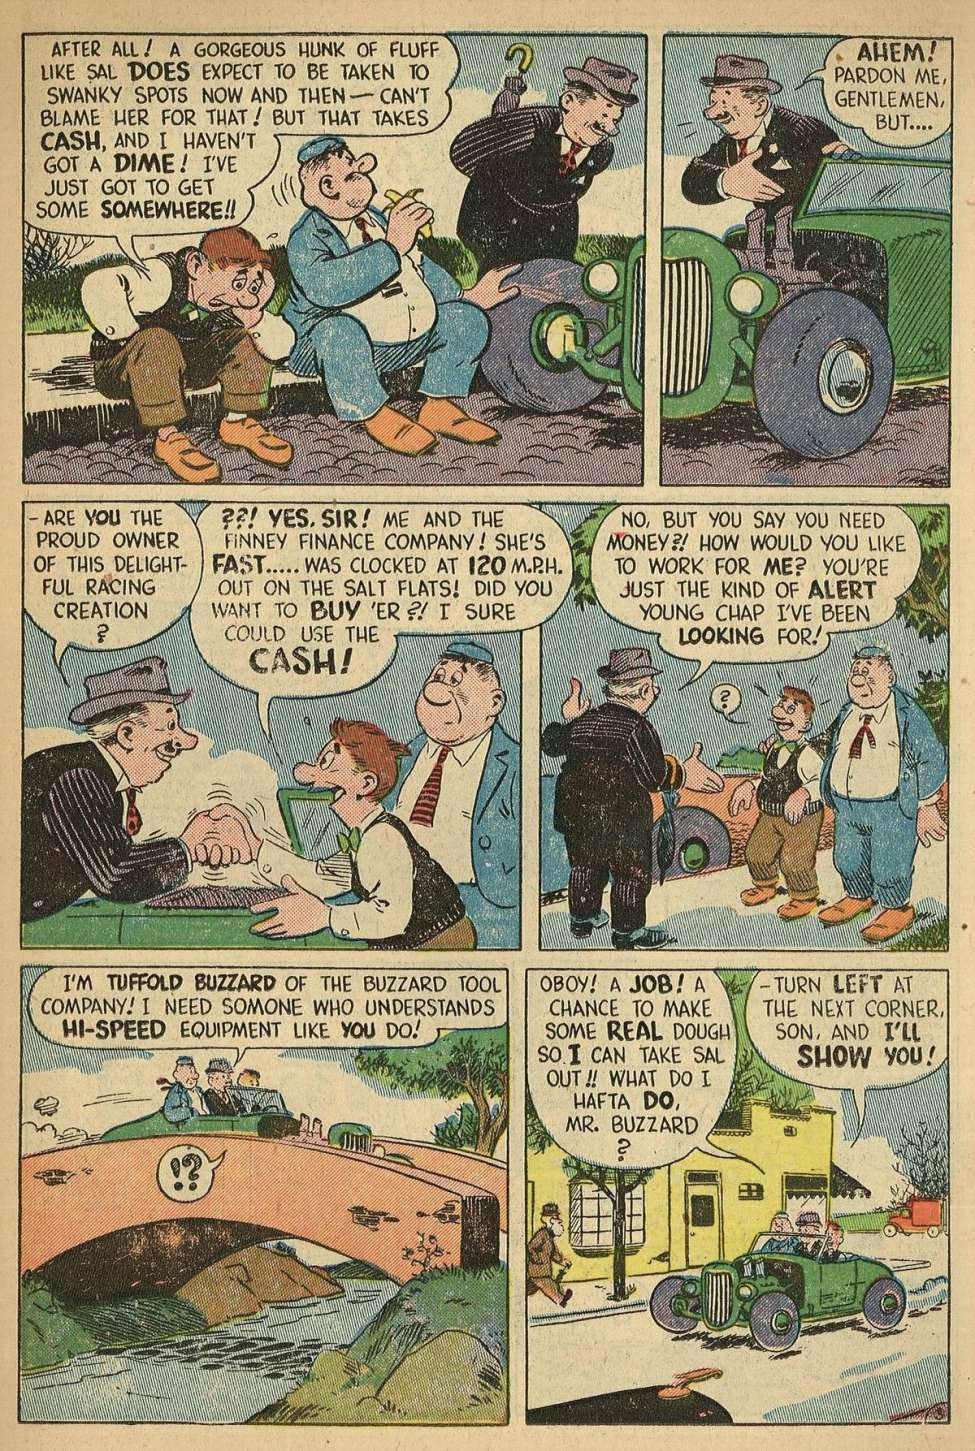 AFTER ALL! A GORGEOUS HUNK OF FLUFF
LIKE SAL DOES EXPECT TO BE TAKEN TO
SWANKY SPOTS NOW AND THEN — CAN'T
BLAME HER FOR THAT! BUT THAT TAKES
CASH, AND I HAVEN'T
GOT A DIME! I'VE
JUST GOT TO GET
SOME SOMEWHERE!!
AHEM!
PARDON ME,
GENTLEMEN,
BUT....
- ARE YOU THE
PROUD OWNER
OF THIS DELIGHT-
FUL RACING
CREATION
?
??! YES, SIR! ME AND THE
FINNEY FINANCE COMPANY! SHE'S
FAST..... WAS CLOCKED AT 120 M.P.H.
OUT ON THE SALT FLATS! DID YOU
WANT TO BUY 'ER?! I SURE
COULD USE THE
CASH!
NO, BUT YOU SAY YOU NEED
MONEY?! HOW WOULD YOU LIKE
TO WORK FOR ME? YOU'RE
JUST THE KIND OF ALERT
YOUNG CHAP I'VE BEEN
LOOKING FOR!
?
I'M TUFFOLD BUZZARD OF THE BUZZARD TOOL
COMPANY! I NEED SOMONE WHO UNDERSTANDS
HI-SPEED EQUIPMENT LIKE YOU DO!
!?
OBOY! A JOB! A
CHANCE TO MAKE
SOME REAL DOUGH
SO I CAN TAKE SAL
OUT!! WHAT DO I
HAFTA DO,
MR. BUZZARD
?
- TURN LEFT AT
THE NEXT CORNER,
SON, AND I'LL
SHOW YOU!